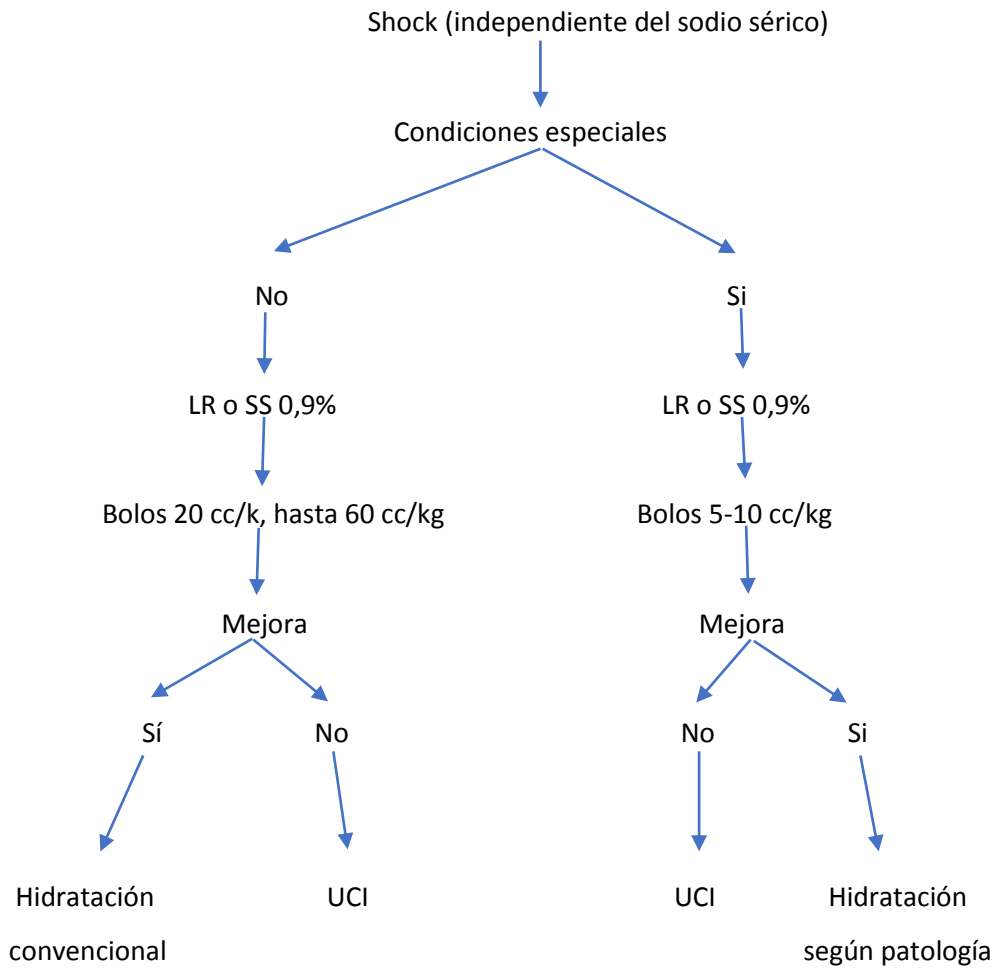 Shock (independiente del sodio sérico)
Condiciones especiales
No
Si
LR o SS 0,9%
LR o SS 0,9%
Bolos 20 cc/k, hasta 60 cc/kg
Bolos 5-10 cc/kg
Mejora
Mejora
Sí
No
No
Si
Hidratación
convencional
UCI
UCI
Hidratación
según patología